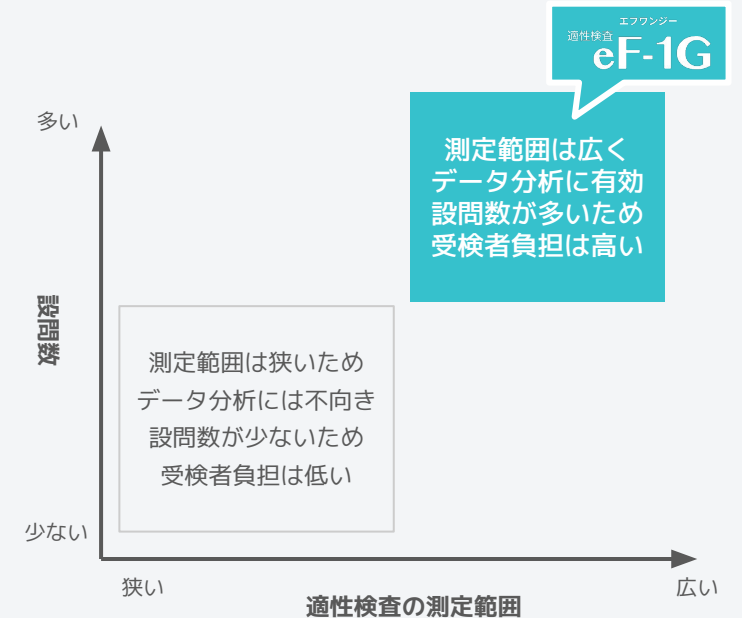 エフワンジー
適性検査 eF-1G
多い
測定範囲は広く
データ分析に有効
設問数が多いため
受検者負担は高い
設問数
測定範囲は狭いため
データ分析には不向き
設問数が少ないため
受検者負担は低い
少ない
狭い
広い
適性検査の測定範囲